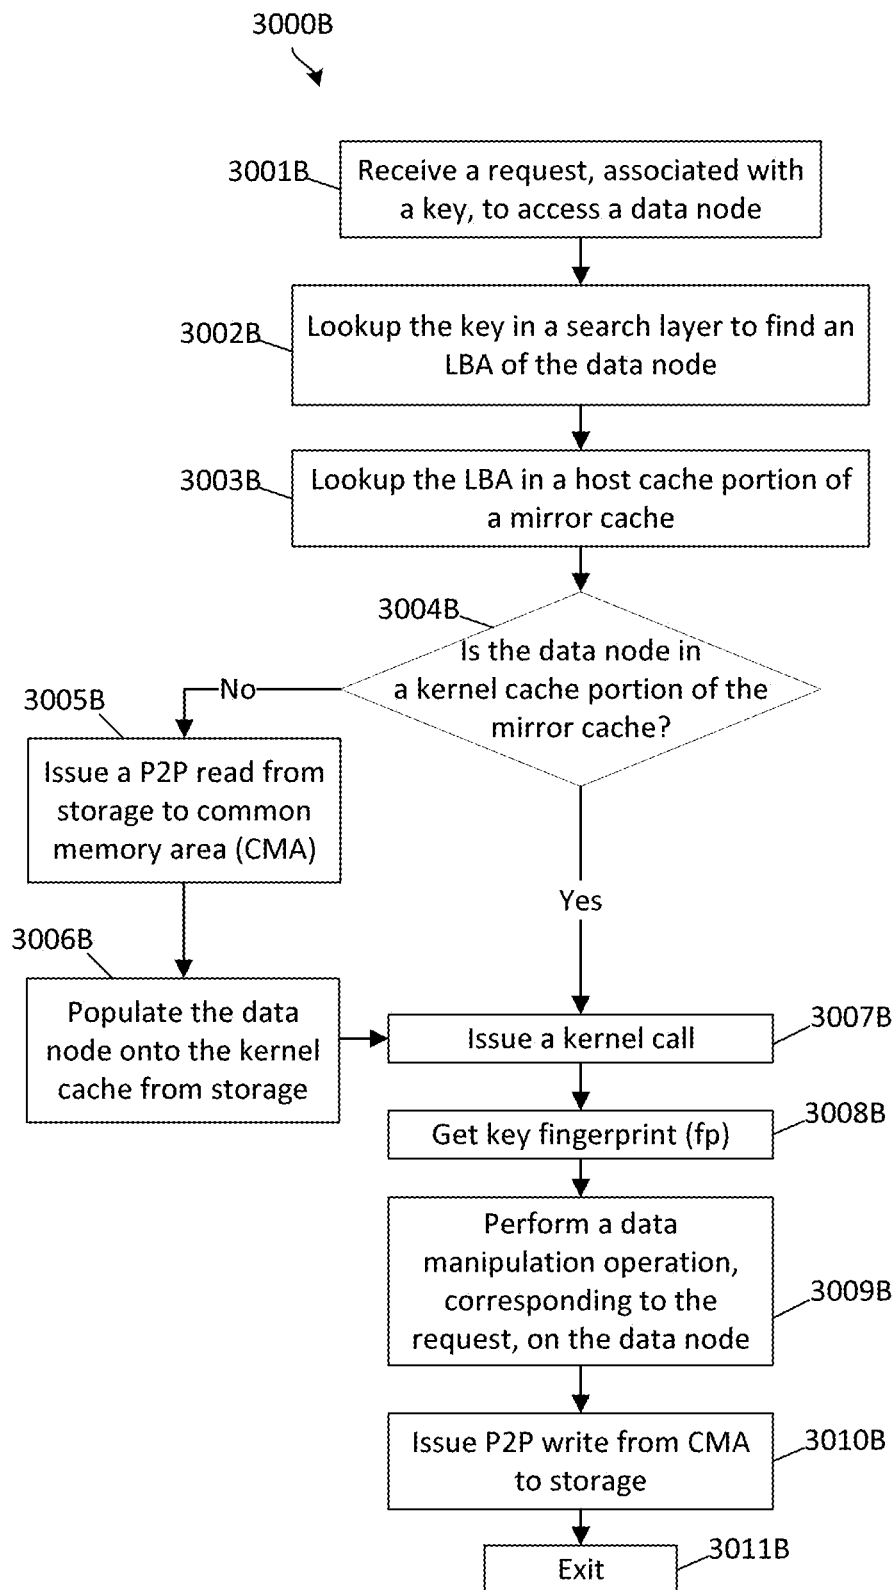 3000B
3001B
Receive a request, associated with
a key, to access a data node
3002B
Lookup the key in a search layer to find an
LBA of the data node
3003B
Lookup the LBA in a host cache portion of
a mirror cache
3004B
Is the data node in
a kernel cache portion of the
mirror cache?
No
3005B
Issue a P2P read from
storage to common
memory area (CMA)
Yes
3006B
Populate the data
node onto the kernel
cache from storage
3007B
Issue a kernel call
3008B
Get key fingerprint (fp)
Perform a data
manipulation operation,
corresponding to the
request, on the data node
3009B
Issue P2P write from CMA
to storage
3010B
Exit
3011B